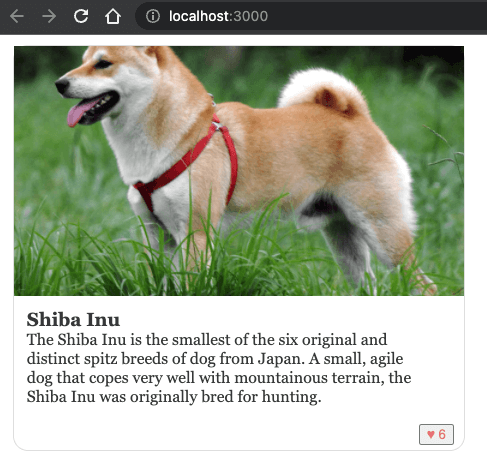 localhost:3000
Shiba Inu
The Shiba Inu is the smallest of the six original and
distinct spitz breeds of dog from Japan. A small, agile
dog that copes very well with mountainous terrain, the
Shiba Inu was originally bred for hunting.
♥ 6